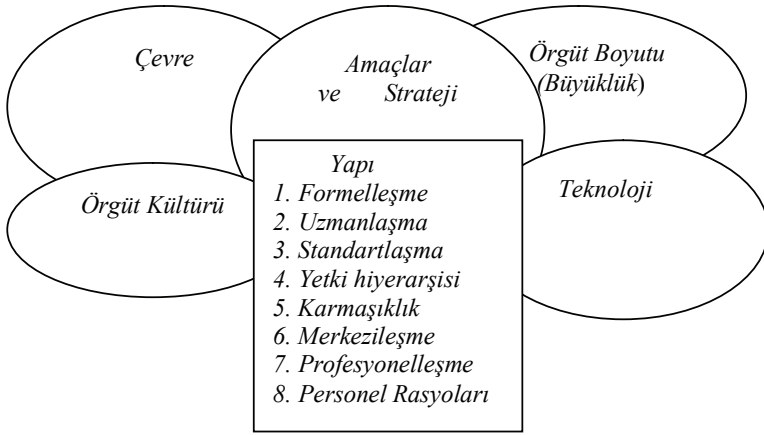 Çevre
Amaçlar
ve Strateji
Örgüt Boyutu
(Büyüklük)
Örgüt Kültürü
Teknoloji
Yapı
1. Formelleşme
2. Uzmanlaşma
3. Standartlaşma
4. Yetki hiyerarşisi
5. Karmaşıklık
6. Merkezileşme
7. Profesyonelleşme
8. Personel Rasyoları